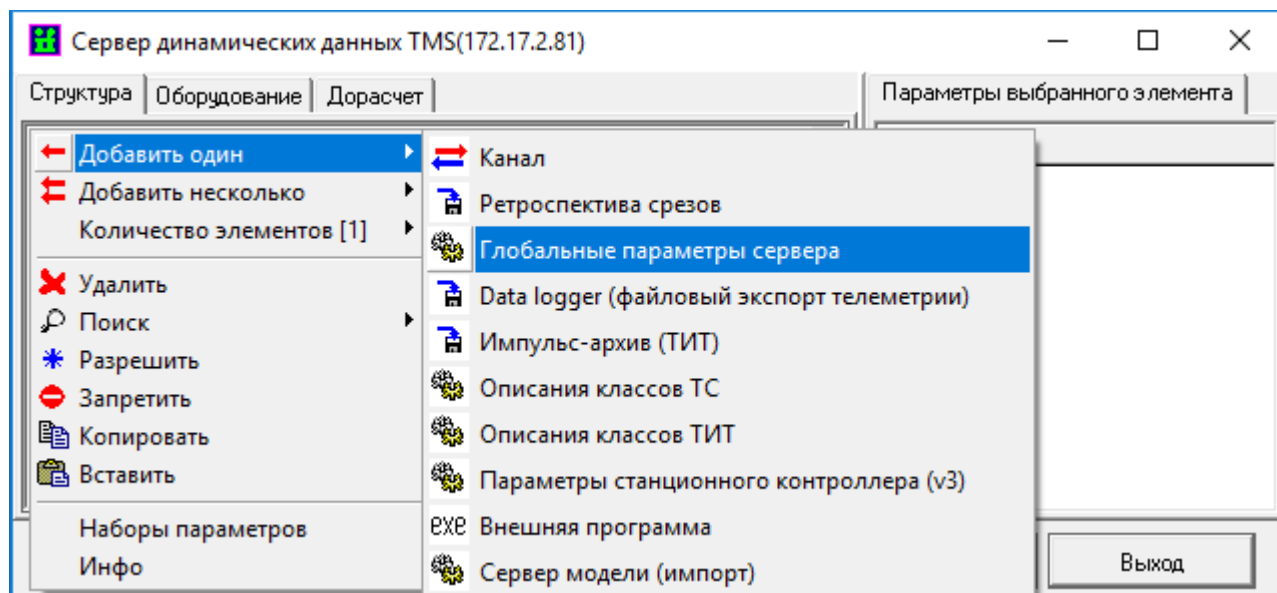 Сервер динамических данных TMS(172.17.2.81)
Структура Оборудование Дорасчет Параметры выбранного элемента
Добавить один
Добавить несколько
Количество элементов [1]
Удалить
Поиск
Разрешить
Запретить
Копировать
Вставить
Наборы параметров
Инфо
Канал
Ретроспектива срезов
Глобальные параметры сервера
Data logger (файловый экспорт телеметрии)
Импульс-архив (ТИТ)
Описания классов ТС
Описания классов ТИТ
Параметры станционного контроллера (v3)
exe Внешняя программа
Сервер модели (импорт)
Выход